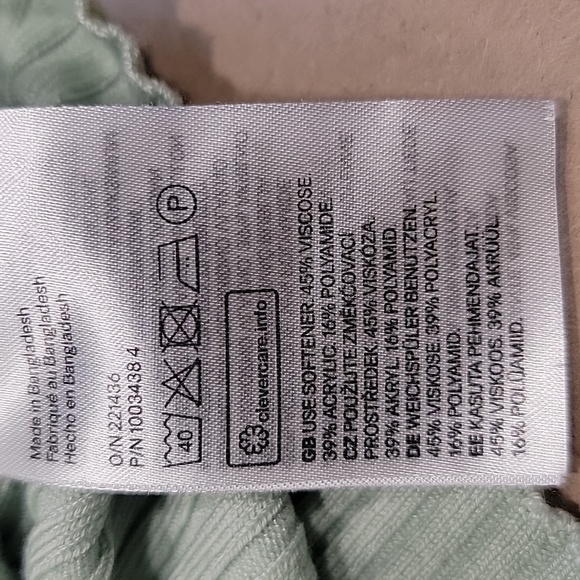 Made in Bangladesh
Fabriqué au Bangladesh
Hecho en Bangladesh
O/N 221436
P/N 10034384
40
P
clevercare.info
GB USE SOFTENER. 45% VISCOSE.
39% ACRYLIC. 16% POLYAMIDE.
CZ POUŽIJTE ZMĚKČOVACÍ
PROSTŘEDEK. 45% VISKÓZA.
39% AKRYL. 16% POLYAMID.
DE WEICHSPÜLER BENUTZEN.
45% VISKOSE. 39% POLYACRYL.
16% POLYAMID.
EE KASUTA PEHMENDAJAT.
45% VISKOOS. 39% AKRÜÜL.
16% POLÜAMIID.